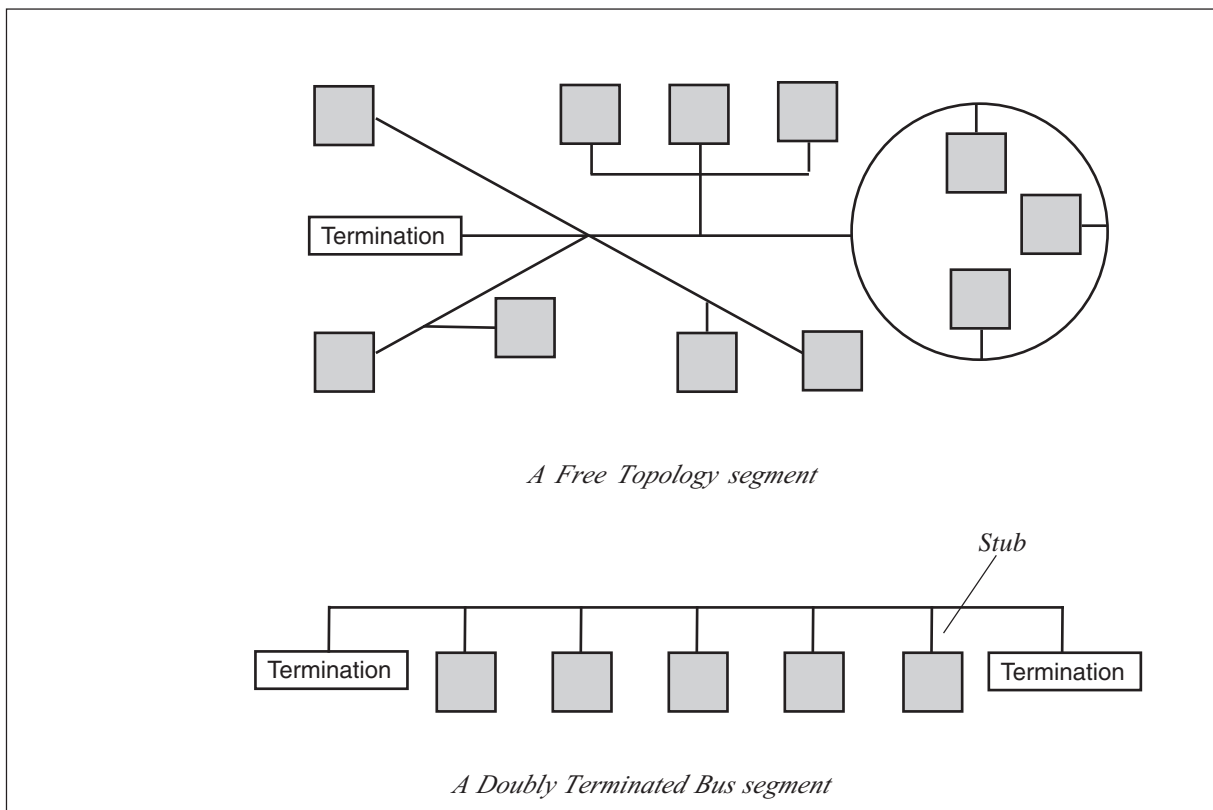 Termination
A Free Topology segment
Stub
Termination
Termination
A Doubly Terminated Bus segment